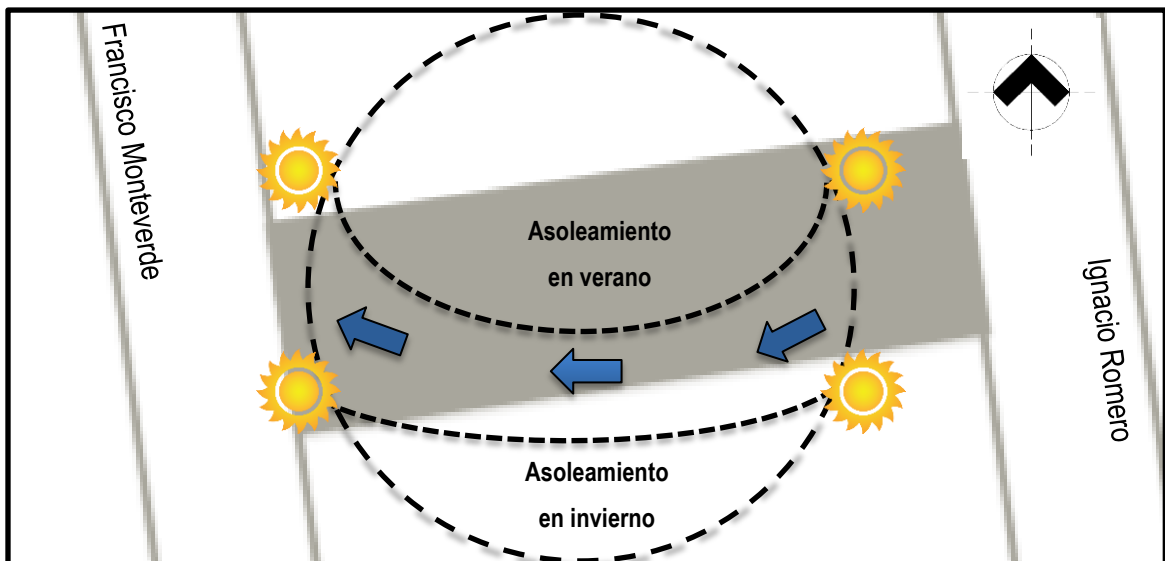 Francisco Monteverde
Asoleamiento
en verano
Ignacio Romero
Asoleamiento
en invierno